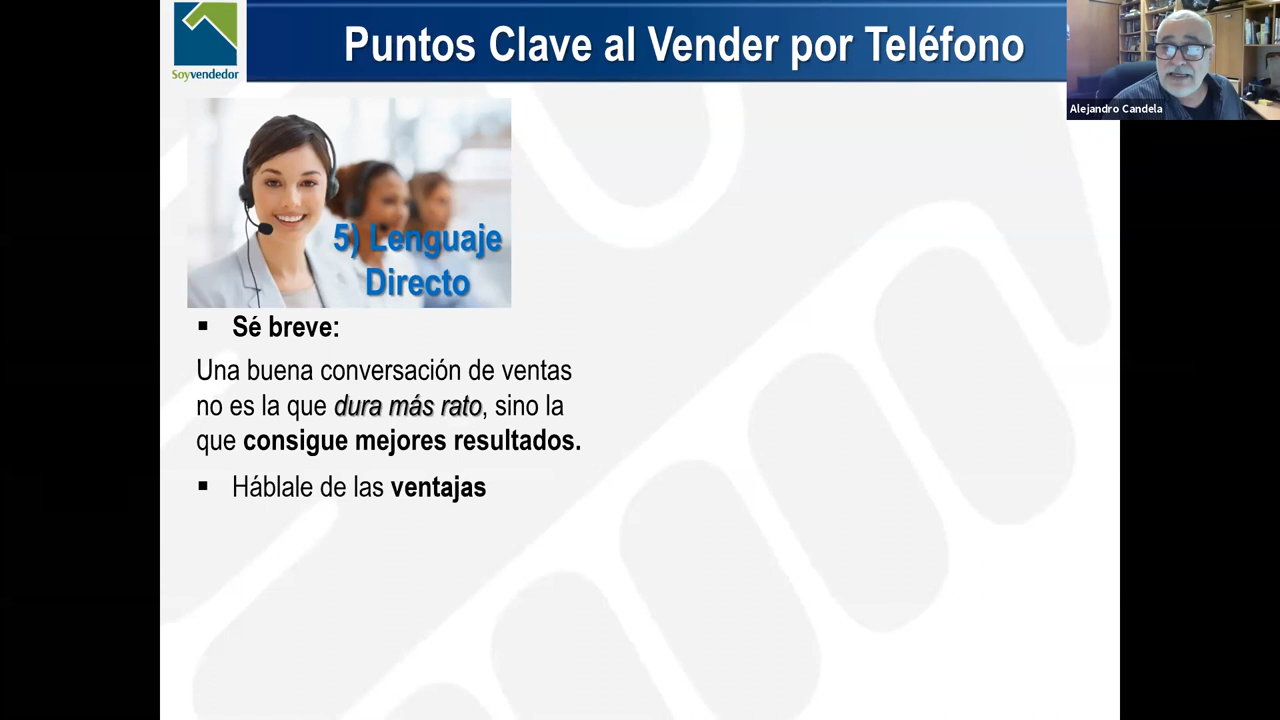 Puntos Clave al Vender por Teléfono
Soyvendedor
Alejandro Candela
5) Lenguaje
Directo
▪ Sé breve:
Una buena conversación de ventas
no es la que dura más rato, sino la
que consigue mejores resultados.
▪ Háblale de las ventajas